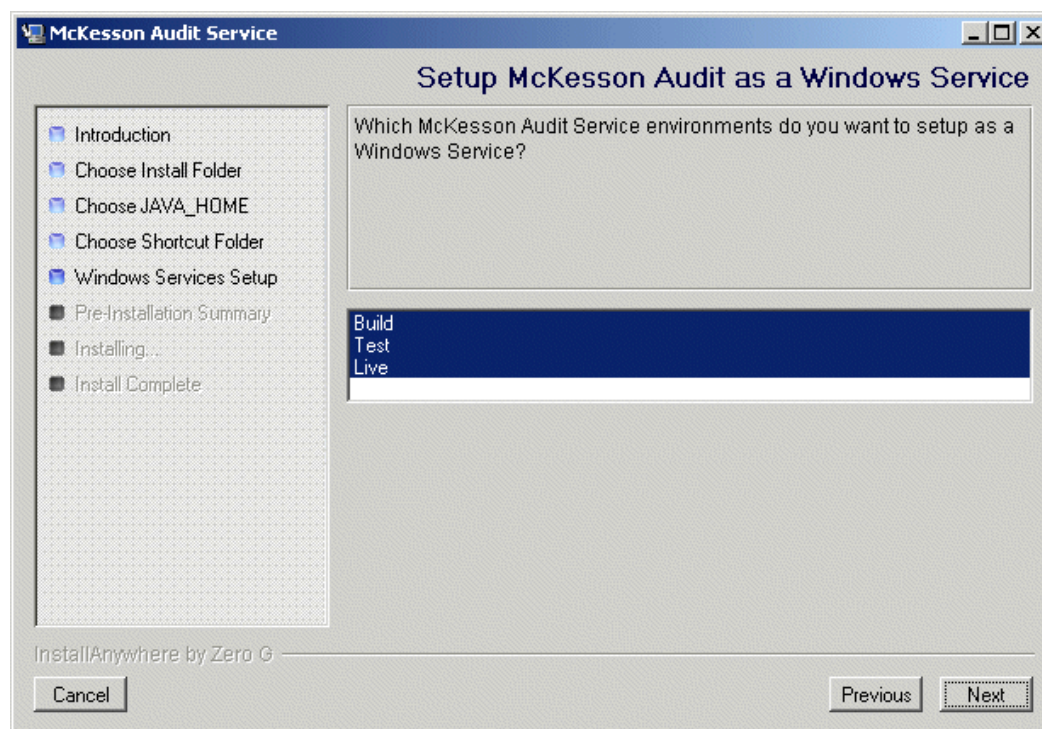 McKesson Audit Service
Setup McKesson Audit as a Windows Service
Introduction
Choose Install Folder
Choose JAVA_HOME
Choose Shortcut Folder
Windows Services Setup
Pre-Installation Summary
Installing...
Install Complete
Which McKesson Audit Service environments do you want to setup as a
Windows Service?
Build
Test
Live
InstallAnywhere by Zero G
Cancel
Previous
Next